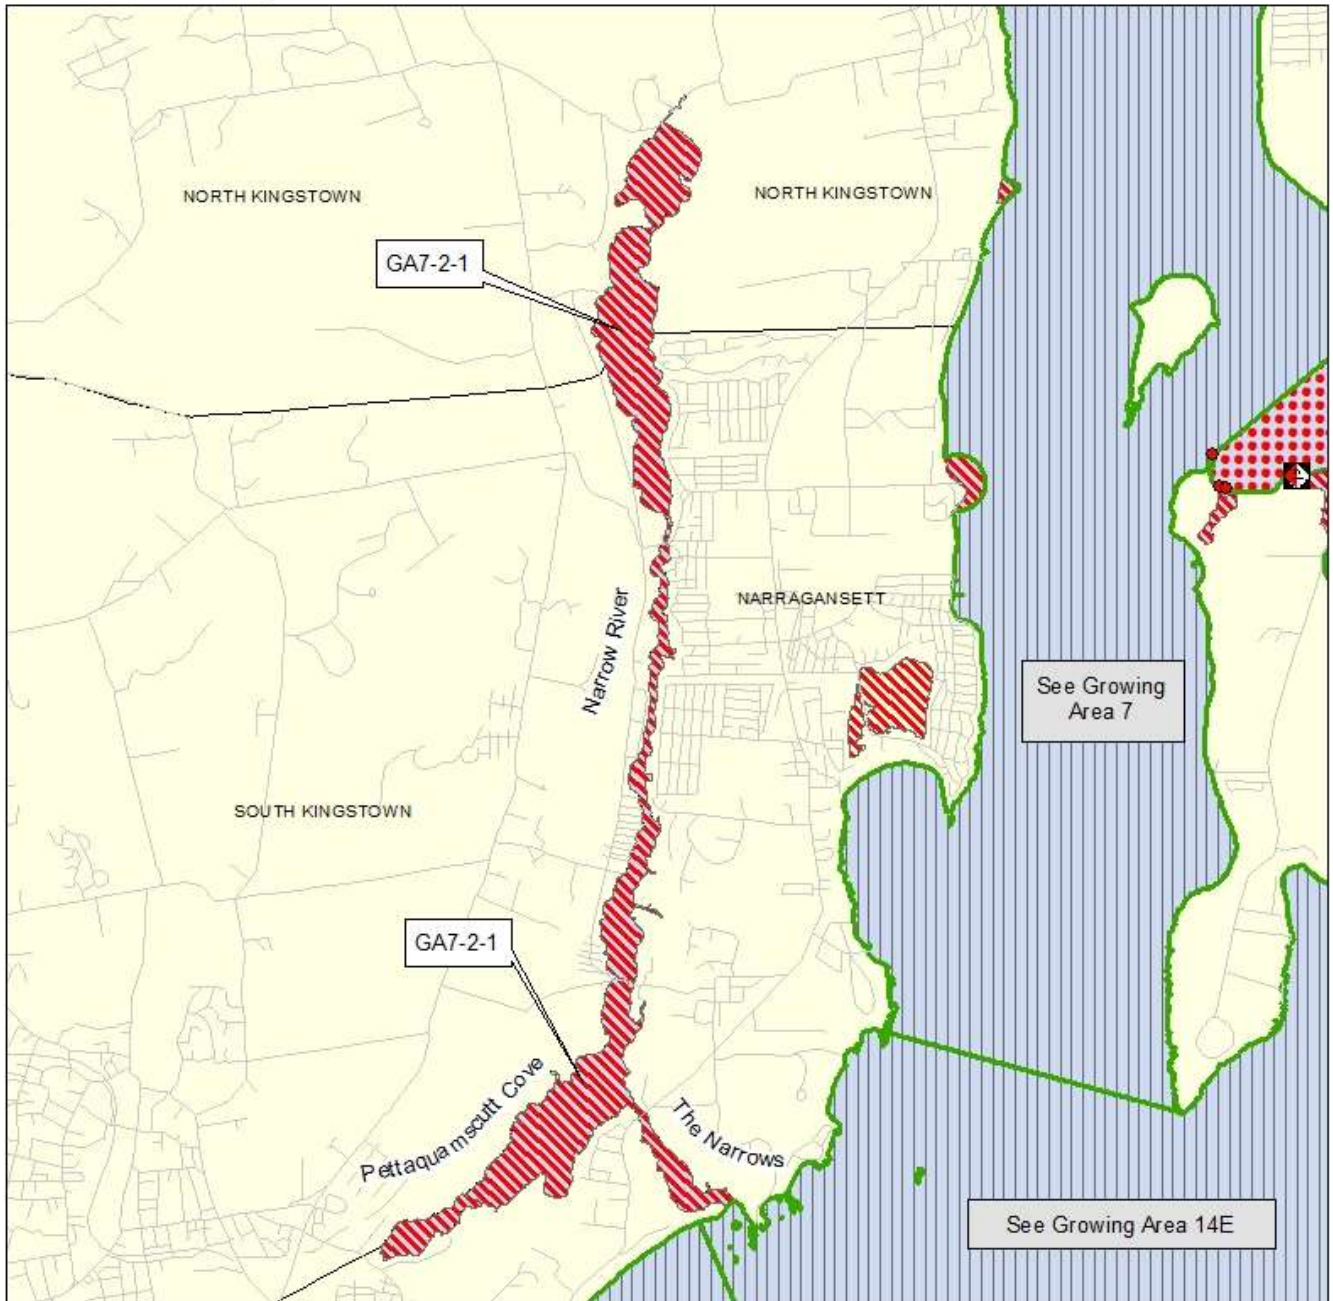 NORTH KINGSTOWN
NORTH KINGSTOWN
GA7-2-1
Narrow River
NARRAGANSETT
See Growing
Area 7
SOUTH KINGSTOWN
GA7-2-1
Pettaquamscutt Cove
The Narrows
See Growing Area 14E